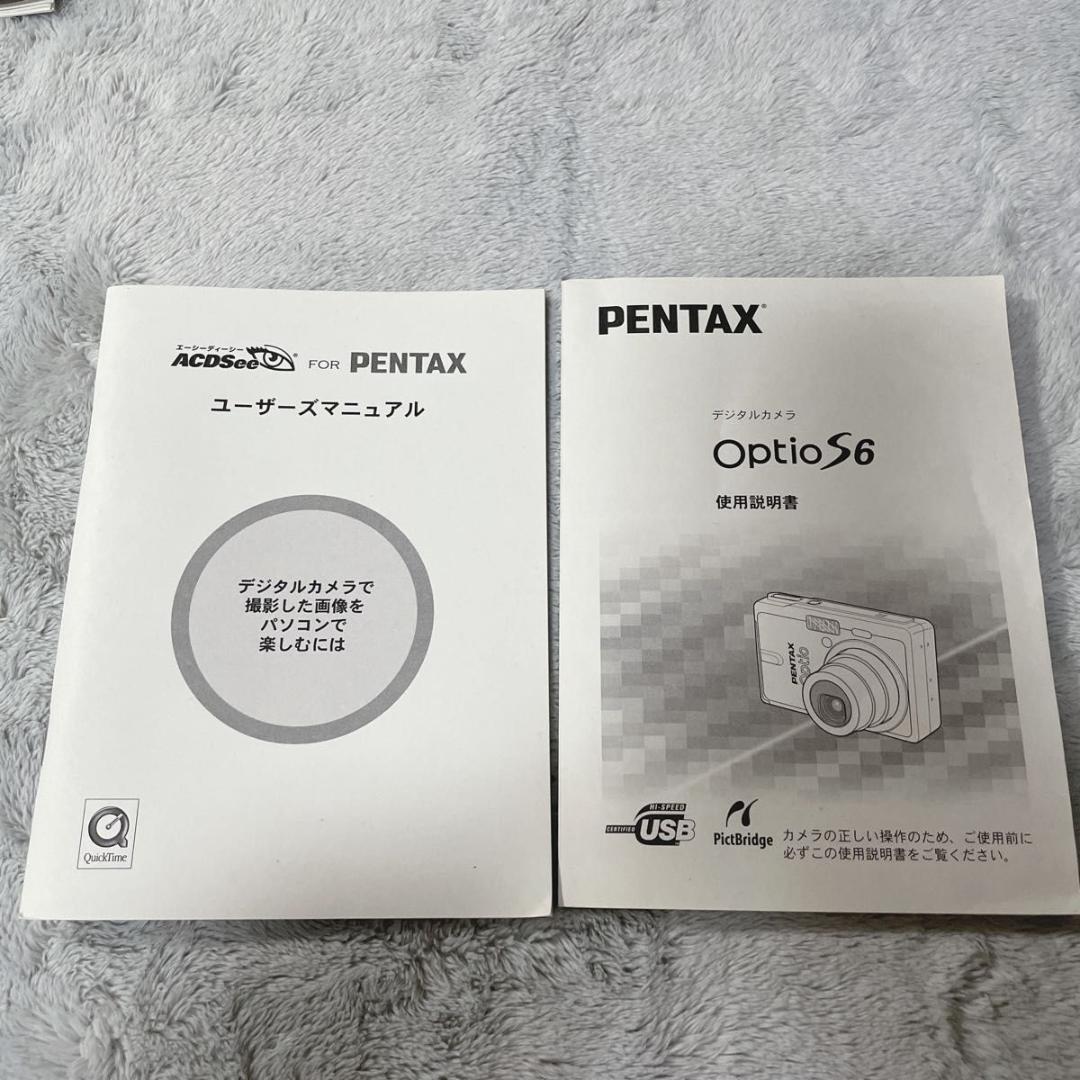 エーシーディーシー
ACDSee® FOR PENTAX
ユーザーズマニュアル
デジタルカメラで
撮影した画像を
パソコンで
楽しむには
QuickTime
PENTAX®
デジタルカメラ
Optio S6
使用説明書
PENTAX
Optio
HI-SPEED
CERTIFIED
USB
PictBridge
カメラの正しい操作のため、ご使用前に
必ずこの使用説明書をご覧ください。